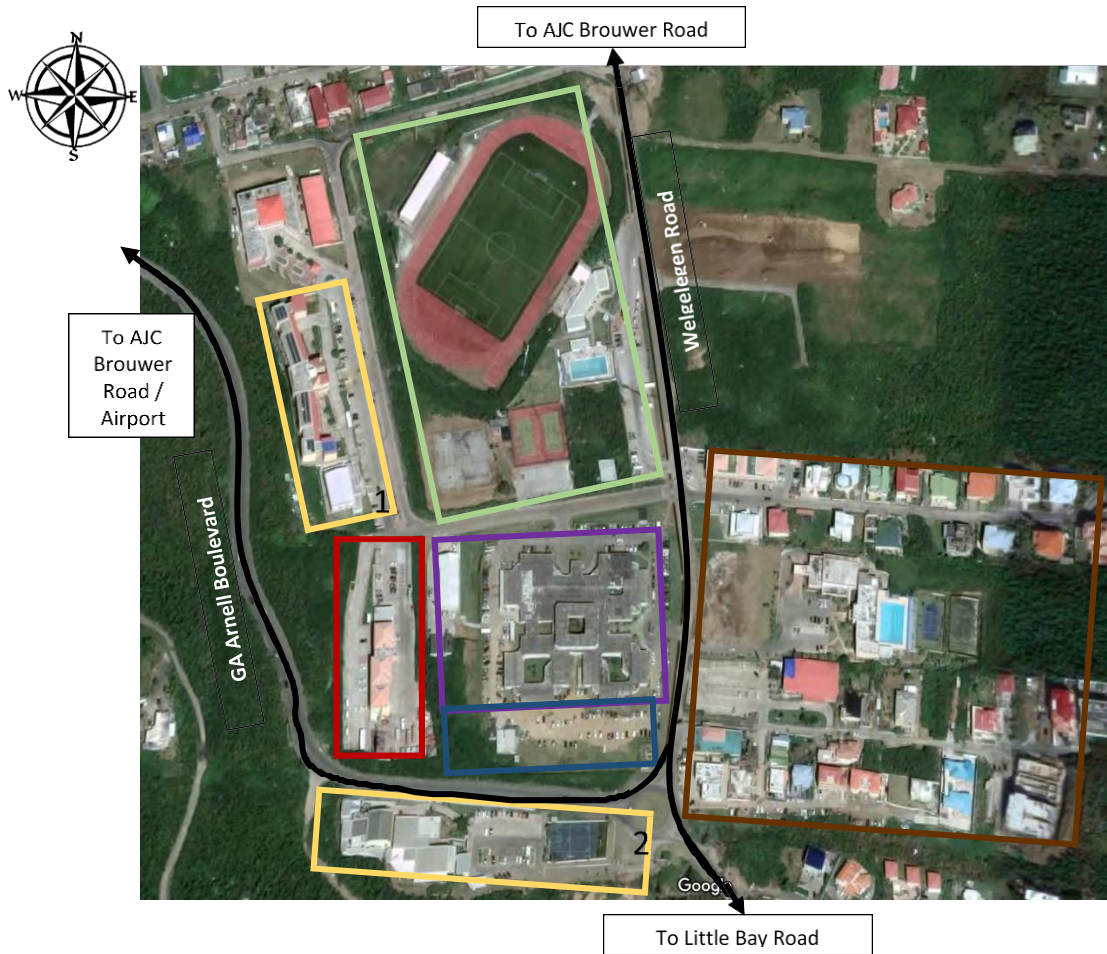 To AJC Brouwer Road
N
W
E
S
Welgelegen Road
To AJC
Brouwer
Road /
Airport
GA Arnell Boulevard
1
2
Google
To Little Bay Road